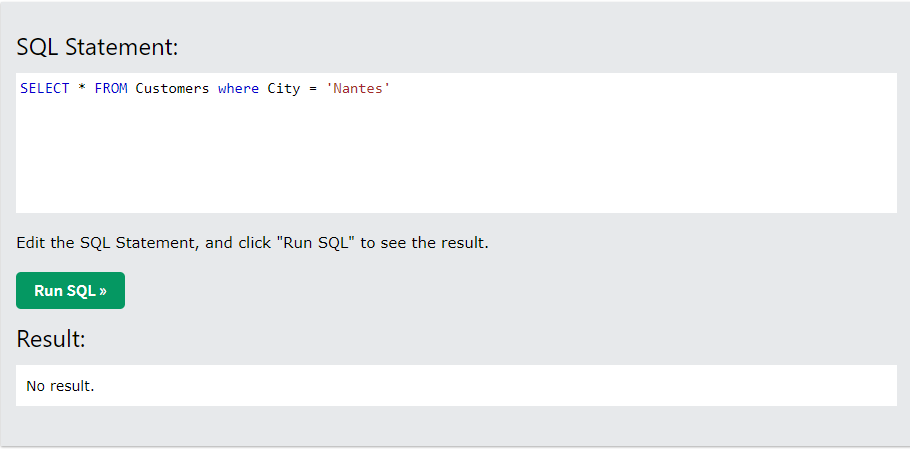 SQL Statement:
SELECT * FROM Customers where City = 'Nantes'
Edit the SQL Statement, and click "Run SQL" to see the result.
Run SQL »
Result:
No result.